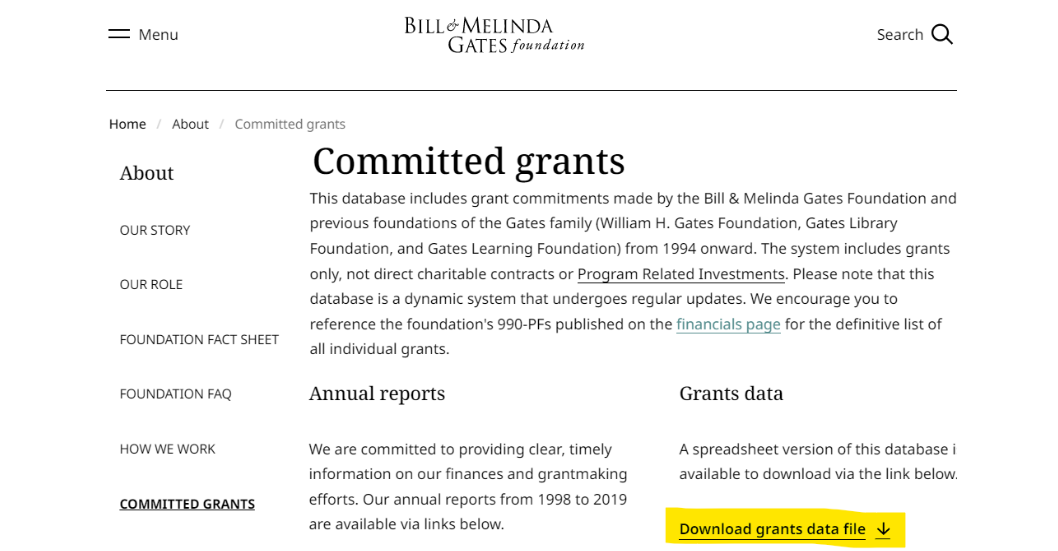 Menu
BILL & MELINDA
GATES foundation
Search
Home / About / Committed grants
About
OUR STORY
OUR ROLE
FOUNDATION FACT SHEET
FOUNDATION FAQ
HOW WE WORK
COMMITTED GRANTS
Committed grants
This database includes grant commitments made by the Bill & Melinda Gates Foundation and
previous foundations of the Gates family (William H. Gates Foundation, Gates Library
Foundation, and Gates Learning Foundation) from 1994 onward. The system includes grants
only, not direct charitable contracts or Program Related Investments. Please note that this
database is a dynamic system that undergoes regular updates. We encourage you to
reference the foundation's 990-PFs published on the financials page for the definitive list of
all individual grants.
Annual reports
We are committed to providing clear, timely
information on our finances and grantmaking
efforts. Our annual reports from 1998 to 2019
are available via links below.
Grants data
A spreadsheet version of this database i
available to download via the link below.
Download grants data file